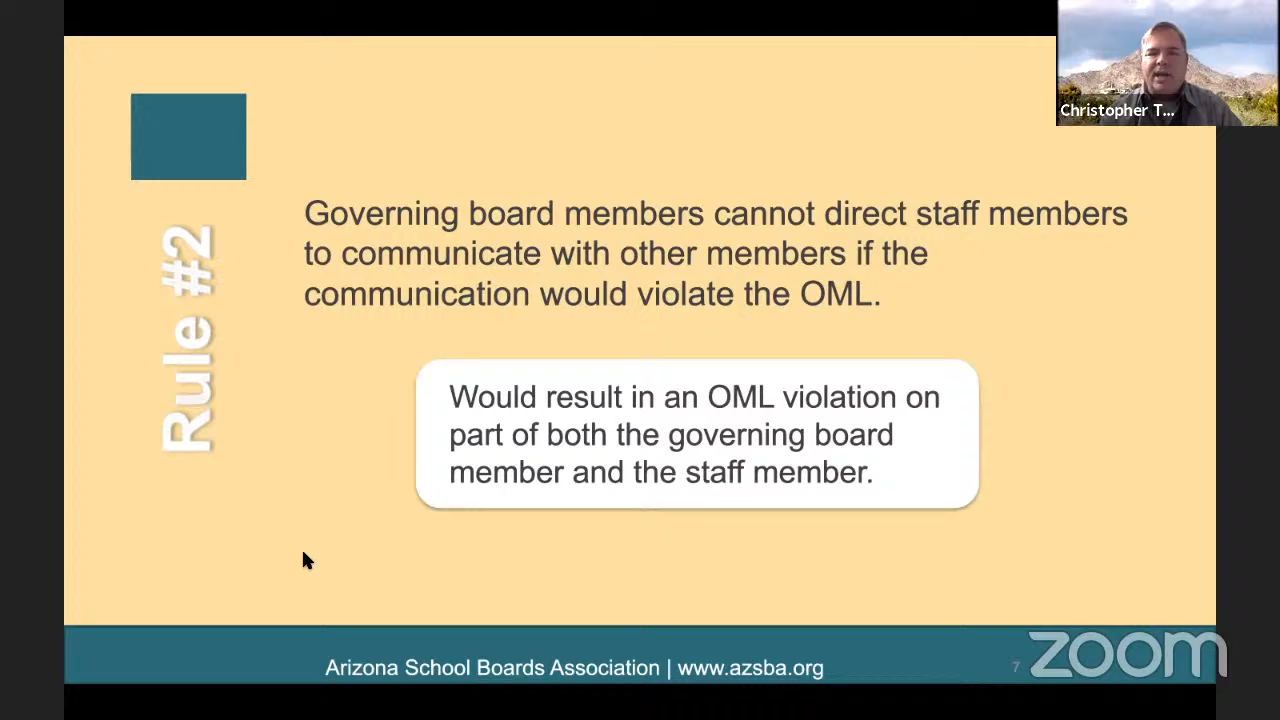 Christopher T...
Rule #2
Governing board members cannot direct staff members
to communicate with other members if the
communication would violate the OML.
Would result in an OML violation on
part of both the governing board
member and the staff member.
Arizona School Boards Association | www.azsba.org
7
zoom